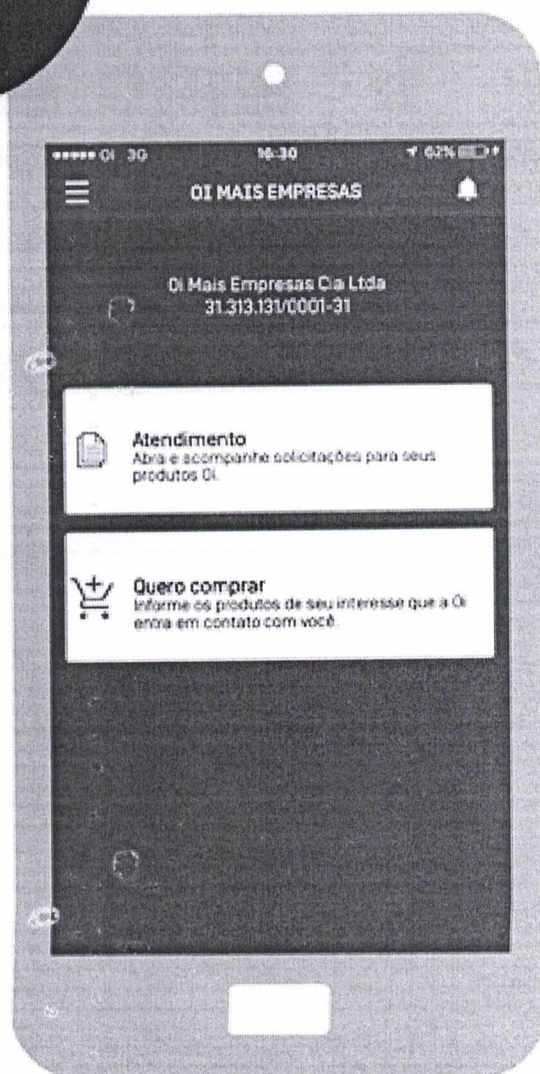 Oi 3G 16:30 62%
OI MAIS EMPRESAS
Oi Mais Empresas Cia Ltda
31.313.131/0001-31
Atendimento
Abra e acompanhe solicitações para seus
produtos Oi.
Quero comprar
Informe os produtos de seu interesse que a Oi
entra em contato com você.